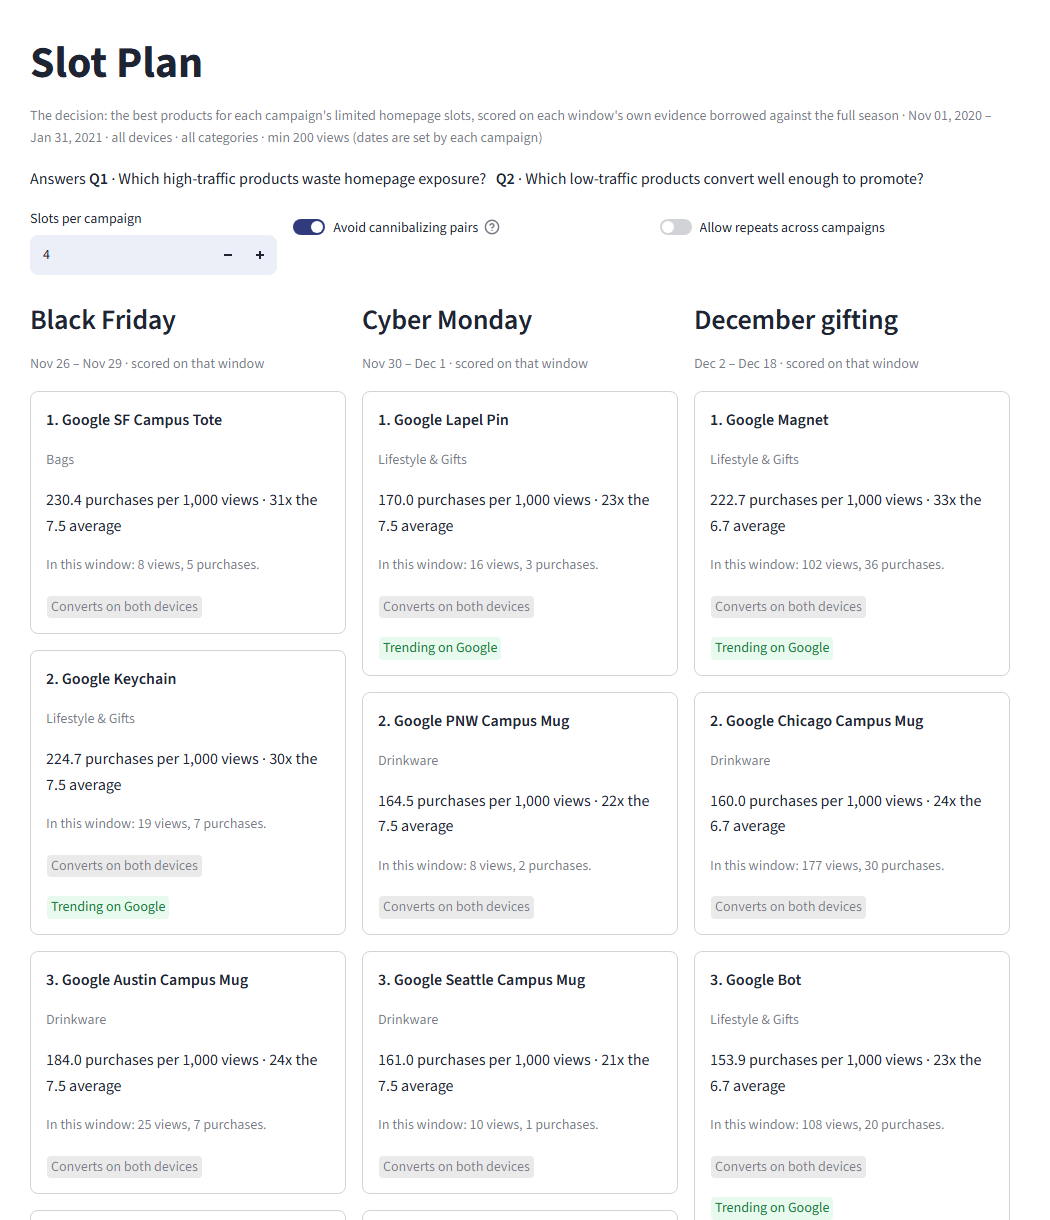 Slot Plan
The decision: the best products for each campaign's limited homepage slots, scored on each window's own evidence borrowed against the full season · Nov 01, 2020 –
Jan 31, 2021 · all devices · all categories · min 200 views (dates are set by each campaign)
Answers Q1 · Which high-traffic products waste homepage exposure? Q2 · Which low-traffic products convert well enough to promote?
Slots per campaign
4
Avoid cannibalizing pairs
Allow repeats across campaigns
Black Friday
Nov 26 – Nov 29 · scored on that window
1. Google SF Campus Tote
Bags
230.4 purchases per 1,000 views · 31x the
7.5 average
In this window: 8 views, 5 purchases.
Converts on both devices
2. Google Keychain
Lifestyle & Gifts
224.7 purchases per 1,000 views · 30x the
7.5 average
In this window: 19 views, 7 purchases.
Converts on both devices
Trending on Google
3. Google Austin Campus Mug
Drinkware
184.0 purchases per 1,000 views · 24x the
7.5 average
In this window: 25 views, 7 purchases.
Converts on both devices
Cyber Monday
Nov 30 – Dec 1 · scored on that window
1. Google Lapel Pin
Lifestyle & Gifts
170.0 purchases per 1,000 views · 23x the
7.5 average
In this window: 16 views, 3 purchases.
Converts on both devices
Trending on Google
2. Google PNW Campus Mug
Drinkware
164.5 purchases per 1,000 views · 22x the
7.5 average
In this window: 8 views, 2 purchases.
Converts on both devices
3. Google Seattle Campus Mug
Drinkware
161.0 purchases per 1,000 views · 21x the
7.5 average
In this window: 10 views, 1 purchases.
Converts on both devices
December gifting
Dec 2 – Dec 18 · scored on that window
1. Google Magnet
Lifestyle & Gifts
222.7 purchases per 1,000 views · 33x the
6.7 average
In this window: 102 views, 36 purchases.
Converts on both devices
Trending on Google
2. Google Chicago Campus Mug
Drinkware
160.0 purchases per 1,000 views · 24x the
6.7 average
In this window: 177 views, 30 purchases.
Converts on both devices
3. Google Bot
Lifestyle & Gifts
153.9 purchases per 1,000 views · 23x the
6.7 average
In this window: 108 views, 20 purchases.
Converts on both devices
Trending on Google